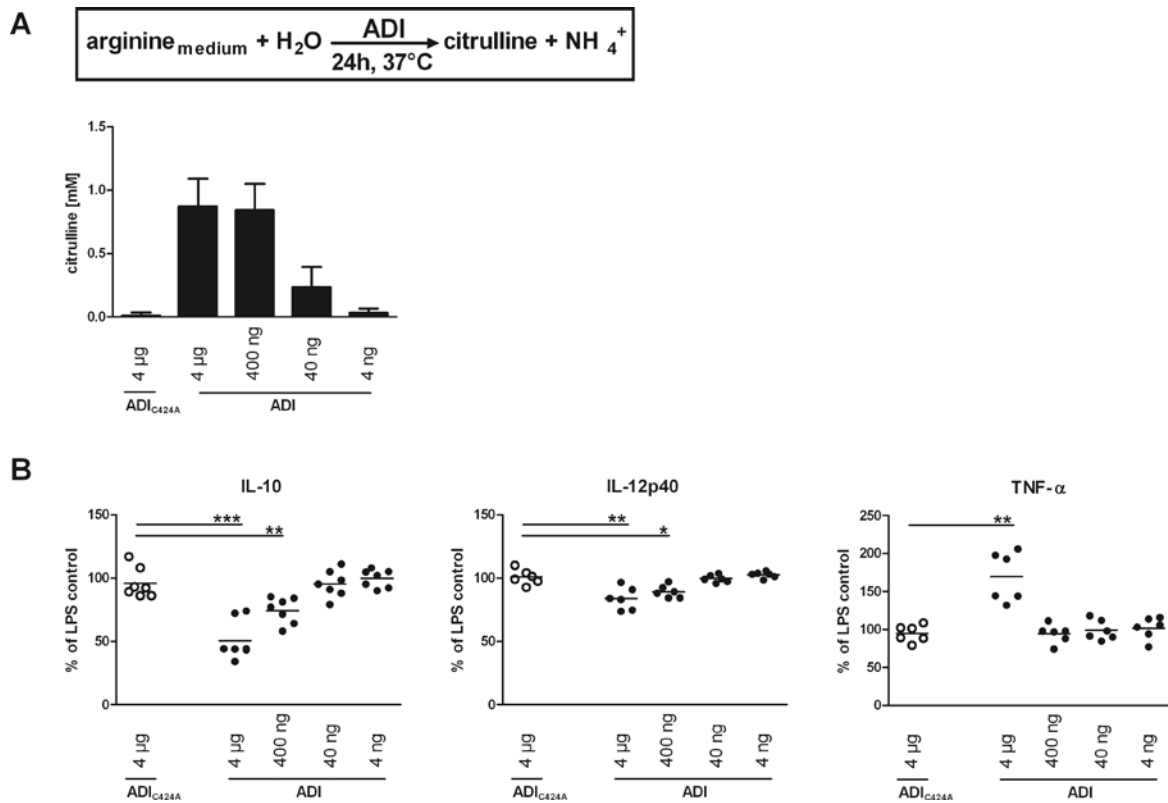 A
arginine medium + H2O ADI citrulline + NH 4 +
24h, 37°C
1.5
1.0
0.5
0.0
citrulline [mM]
4 µg
4 µg
400 ng
40 ng
4 ng
ADIC424A
ADI
B
IL-10
150
100
50
0
% of LPS control
***
**
4 µg
4 µg
400 ng
40 ng
4 ng
ADIC424A
ADI
IL-12p40
150
100
50
0
% of LPS control
**
*
4 µg
4 µg
400 ng
40 ng
4 ng
ADIC424A
ADI
TNF- α
250
200
150
100
50
0
% of LPS control
**
4 µg
4 µg
400 ng
40 ng
4 ng
ADIC424A
ADI